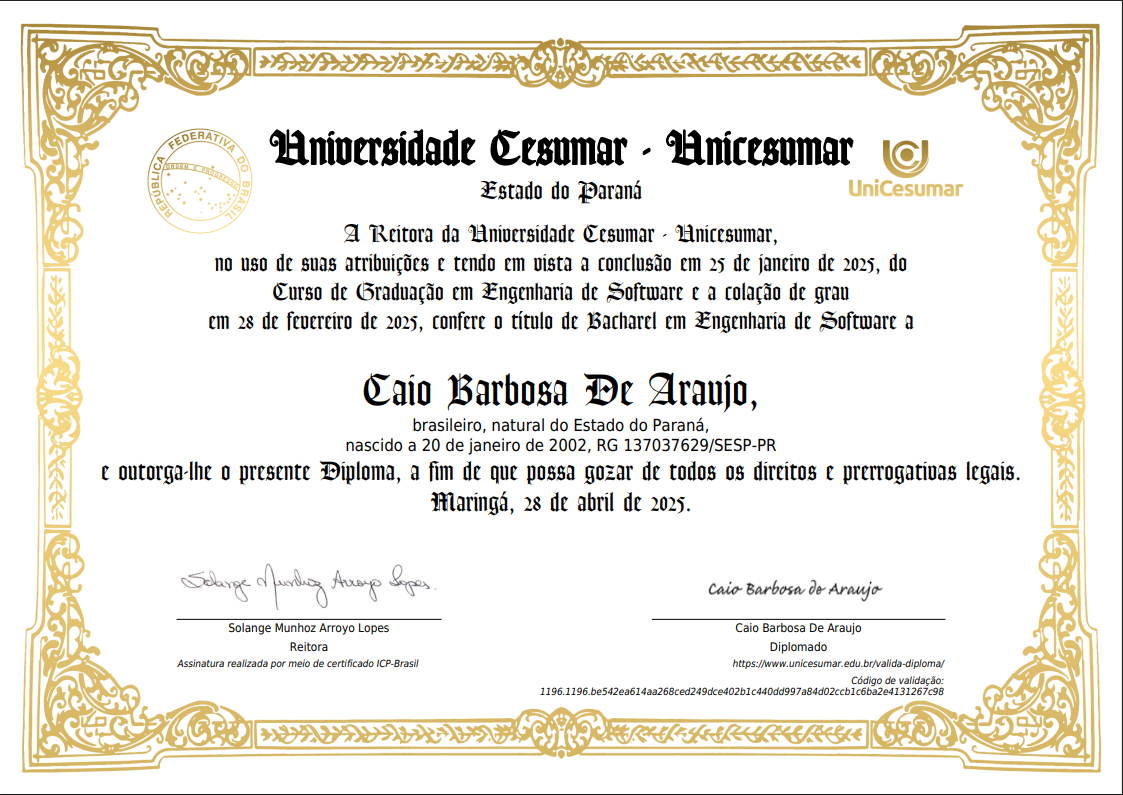 REPÚBLICA FEDERATIVA DO BRASIL
ORDEM E PROGRESSO
Universidade Cesumar - Unicesumar
UniCesumar
Estado do Paraná
A Reitora da Universidade Cesumar - Unicesumar,
no uso de suas atribuições e tendo em vista a conclusão em 25 de janeiro de 2025, do
Curso de Graduação em Engenharia de Software e a colação de grau
em 28 de fevereiro de 2025, confere o título de Bacharel em Engenharia de Software a
Caio Barbosa De Araujo,
brasileiro, natural do Estado do Paraná,
nascido a 20 de janeiro de 2002, RG 137037629/SESP-PR
e outorga-lhe o presente Diploma, a fim de que possa gozar de todos os direitos e prerrogativas legais.
Maringá, 28 de abril de 2025.
Solange Munhoz Arroyo Lopes.
Solange Munhoz Arroyo Lopes
Reitora
Assinatura realizada por meio de certificado ICP-Brasil
Caio Barbosa de Araujo
Caio Barbosa De Araujo
Diplomado
https://www.unicesumar.edu.br/valida-diploma/
Código de validação:
1196.1196.be542ea614aa268ced249dce402b1c440dd997a84d02ccb1c6ba2e4131267c98